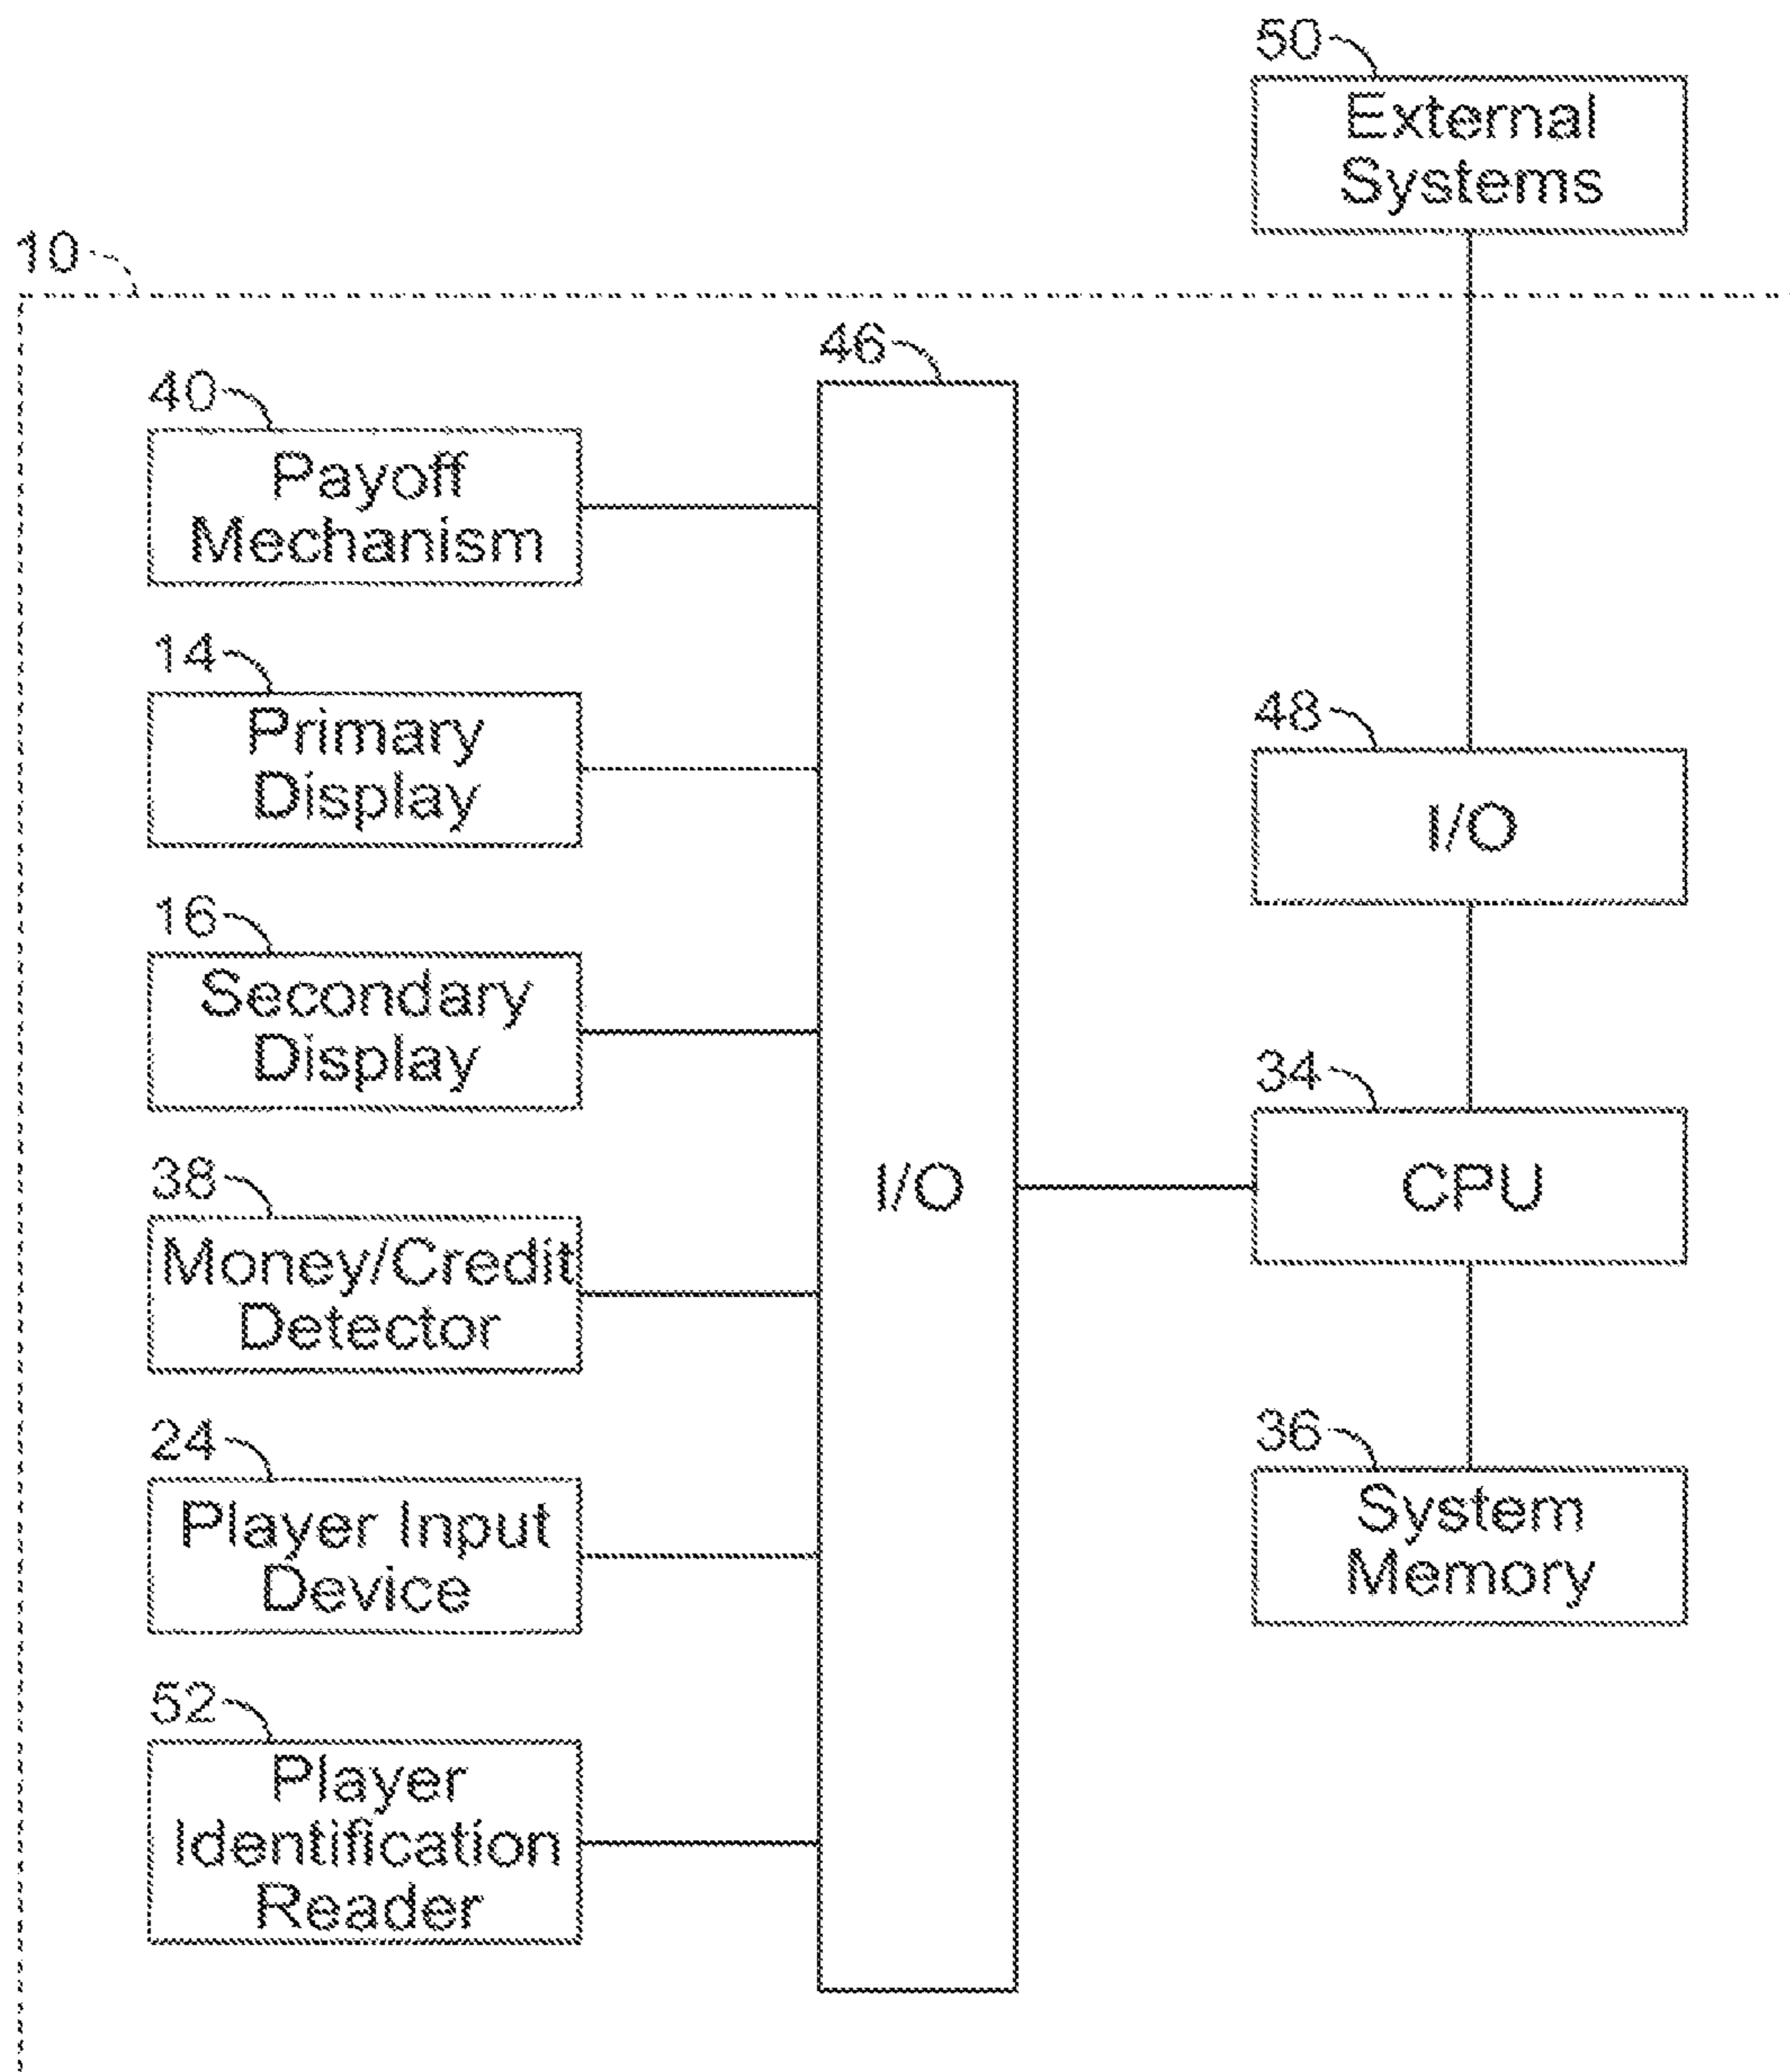 50
External
Systems
10
46
40
Payoff
Mechanism
14
Primary
Display
48
I/O
16
Secondary
Display
34
CPU
I/O
38
Money/Credit
Detector
24
Player Input
Device
36
System
Memory
52
Player
Identification
Reader